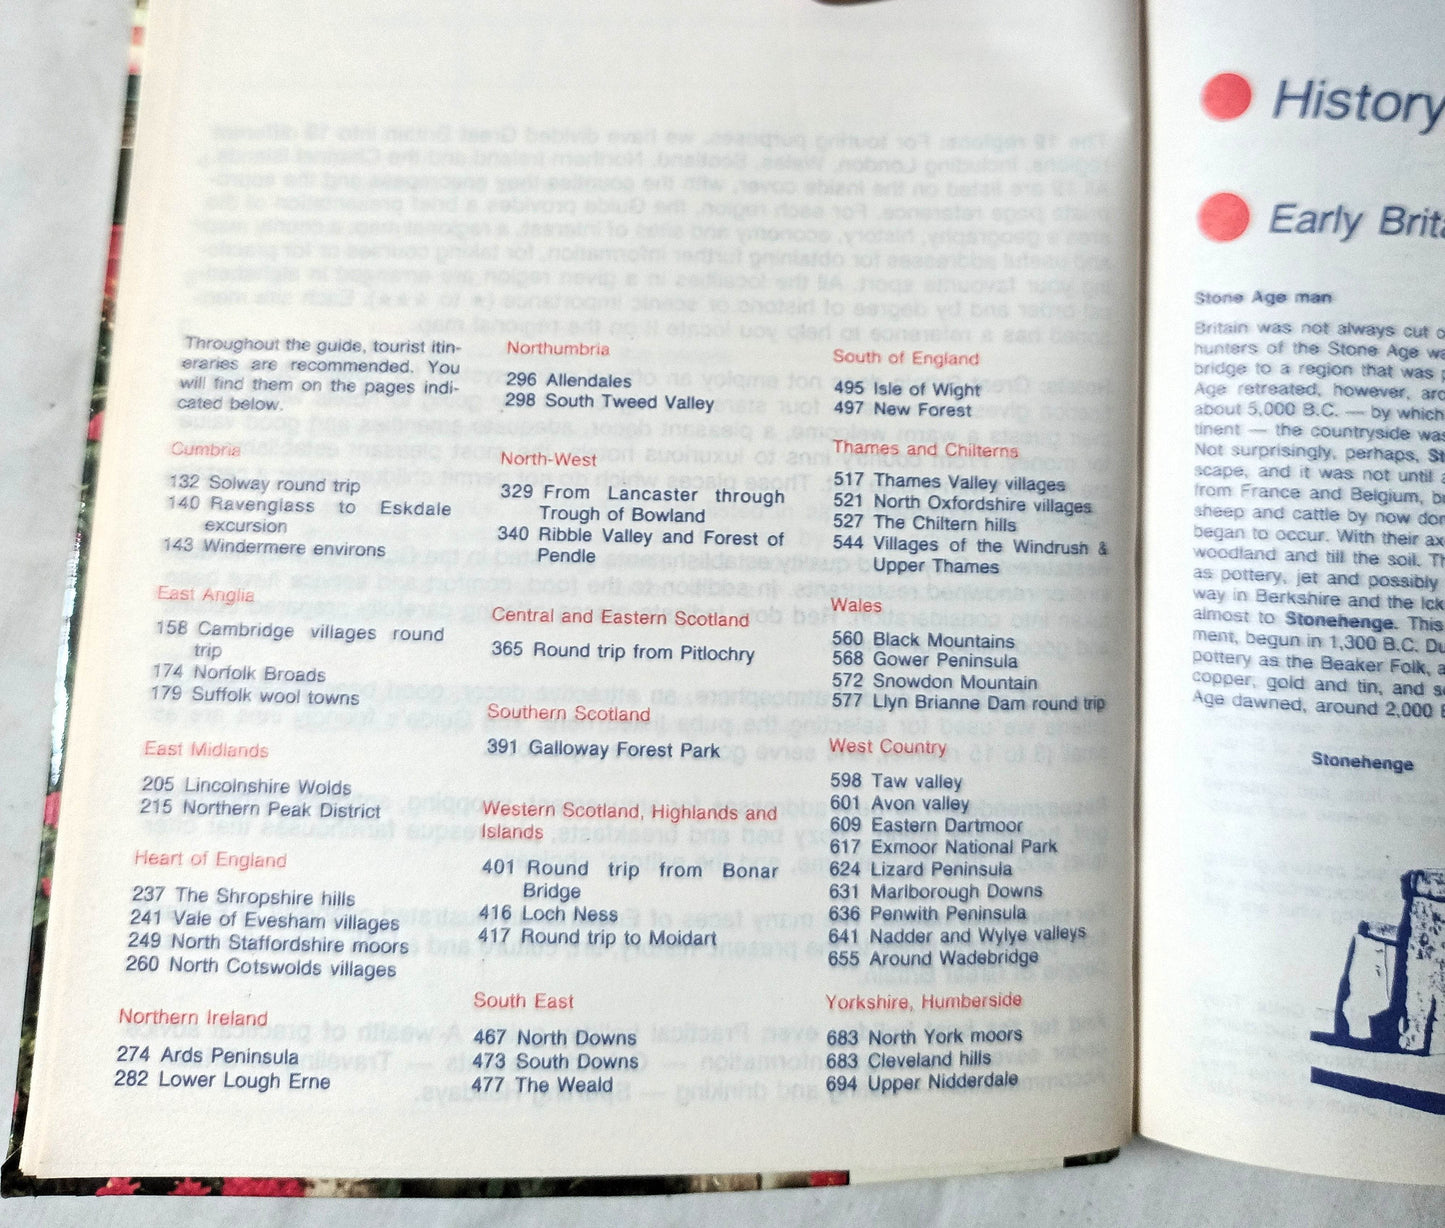 Throughout the guide, tourist itin-
eraries are recommended. You
will find them on the pages indi-
cated below.
Cumbria
132 Solway round trip
140 Ravenglass to Eskdale
excursion
143 Windermere environs
East Anglia
158 Cambridge villages round
trip
174 Norfolk Broads
179 Suffolk wool towns
East Midlands
205 Lincolnshire Wolds
215 Northern Peak District
Heart of England
237 The Shropshire hills
241 Vale of Evesham villages
249 North Staffordshire moors
260 North Cotswolds villages
Northern Ireland
274 Ards Peninsula
282 Lower Lough Erne
Northumbria
296 Allendales
298 South Tweed Valley
North-West
329 From Lancaster through
Trough of Bowland
340 Ribble Valley and Forest of
Pendle
Central and Eastern Scotland
365 Round trip from Pitlochry
Southern Scotland
391 Galloway Forest Park
Western Scotland, Highlands and
Islands
401 Round trip from Bonar
Bridge
416 Loch Ness
417 Round trip to Moidart
South East
467 North Downs
473 South Downs
477 The Weald
South of England
495 Isle of Wight
497 New Forest
Thames and Chilterns
517 Thames Valley villages
521 North Oxfordshire villages
527 The Chiltern hills
544 Villages of the Windrush &
Upper Thames
Wales
560 Black Mountains
568 Gower Peninsula
572 Snowdon Mountain
577 Llyn Brianne Dam round trip
West Country
598 Taw valley
601 Avon valley
609 Eastern Dartmoor
617 Exmoor National Park
624 Lizard Peninsula
631 Marlborough Downs
636 Penwith Peninsula
641 Nadder and Wylye valleys
655 Around Wadebridge
Yorkshire, Humberside
683 North York moors
683 Cleveland hills
694 Upper Nidderdale
History
Early Brita
Stone Age man
Britain was not always cut o
hunters of the Stone Age wa
bridge to a region that was
Age retreated, however, aro
about 5,000 B.C. — by which
tinent — the countryside was
Not surprisingly, perhaps, St
scape, and it was not until
from France and Belgium, b
sheep and cattle by now dom
began to occur. With their ax
woodland and till the soil. Th
as pottery, jet and possibly
way in Berkshire and the Ick
almost to Stonehenge. This
ment, begun in 1,300 B.C. Du
pottery as the Beaker Folk, a
copper, gold and tin, and s
Age dawned, around 2,000 B
Stonehenge